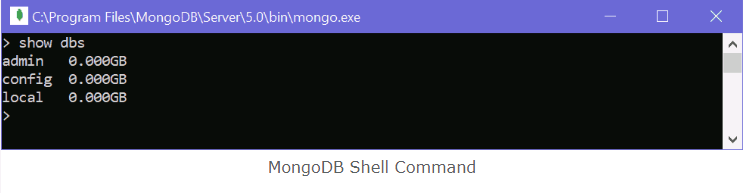 C:\Program Files\MongoDB\Server\5.0\bin\mongo.exe
> show dbs
admin   0.000GB
config  0.000GB
local   0.000GB
>
MongoDB Shell Command